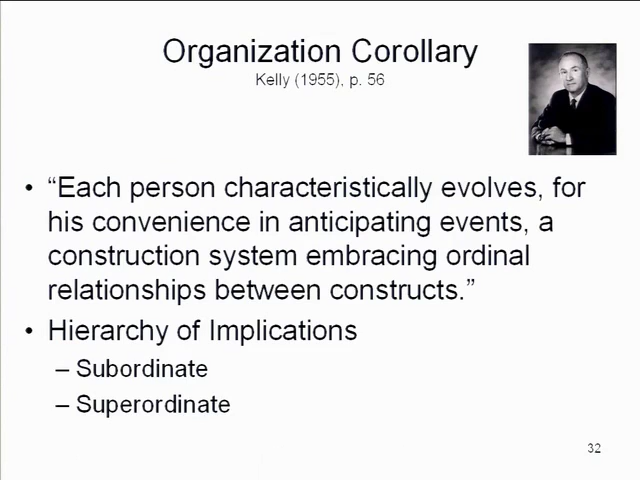 Organization Corollary
Kelly (1955), p. 56
• “Each person characteristically evolves, for
his convenience in anticipating events, a
construction system embracing ordinal
relationships between constructs.”
• Hierarchy of Implications
– Subordinate
– Superordinate
32